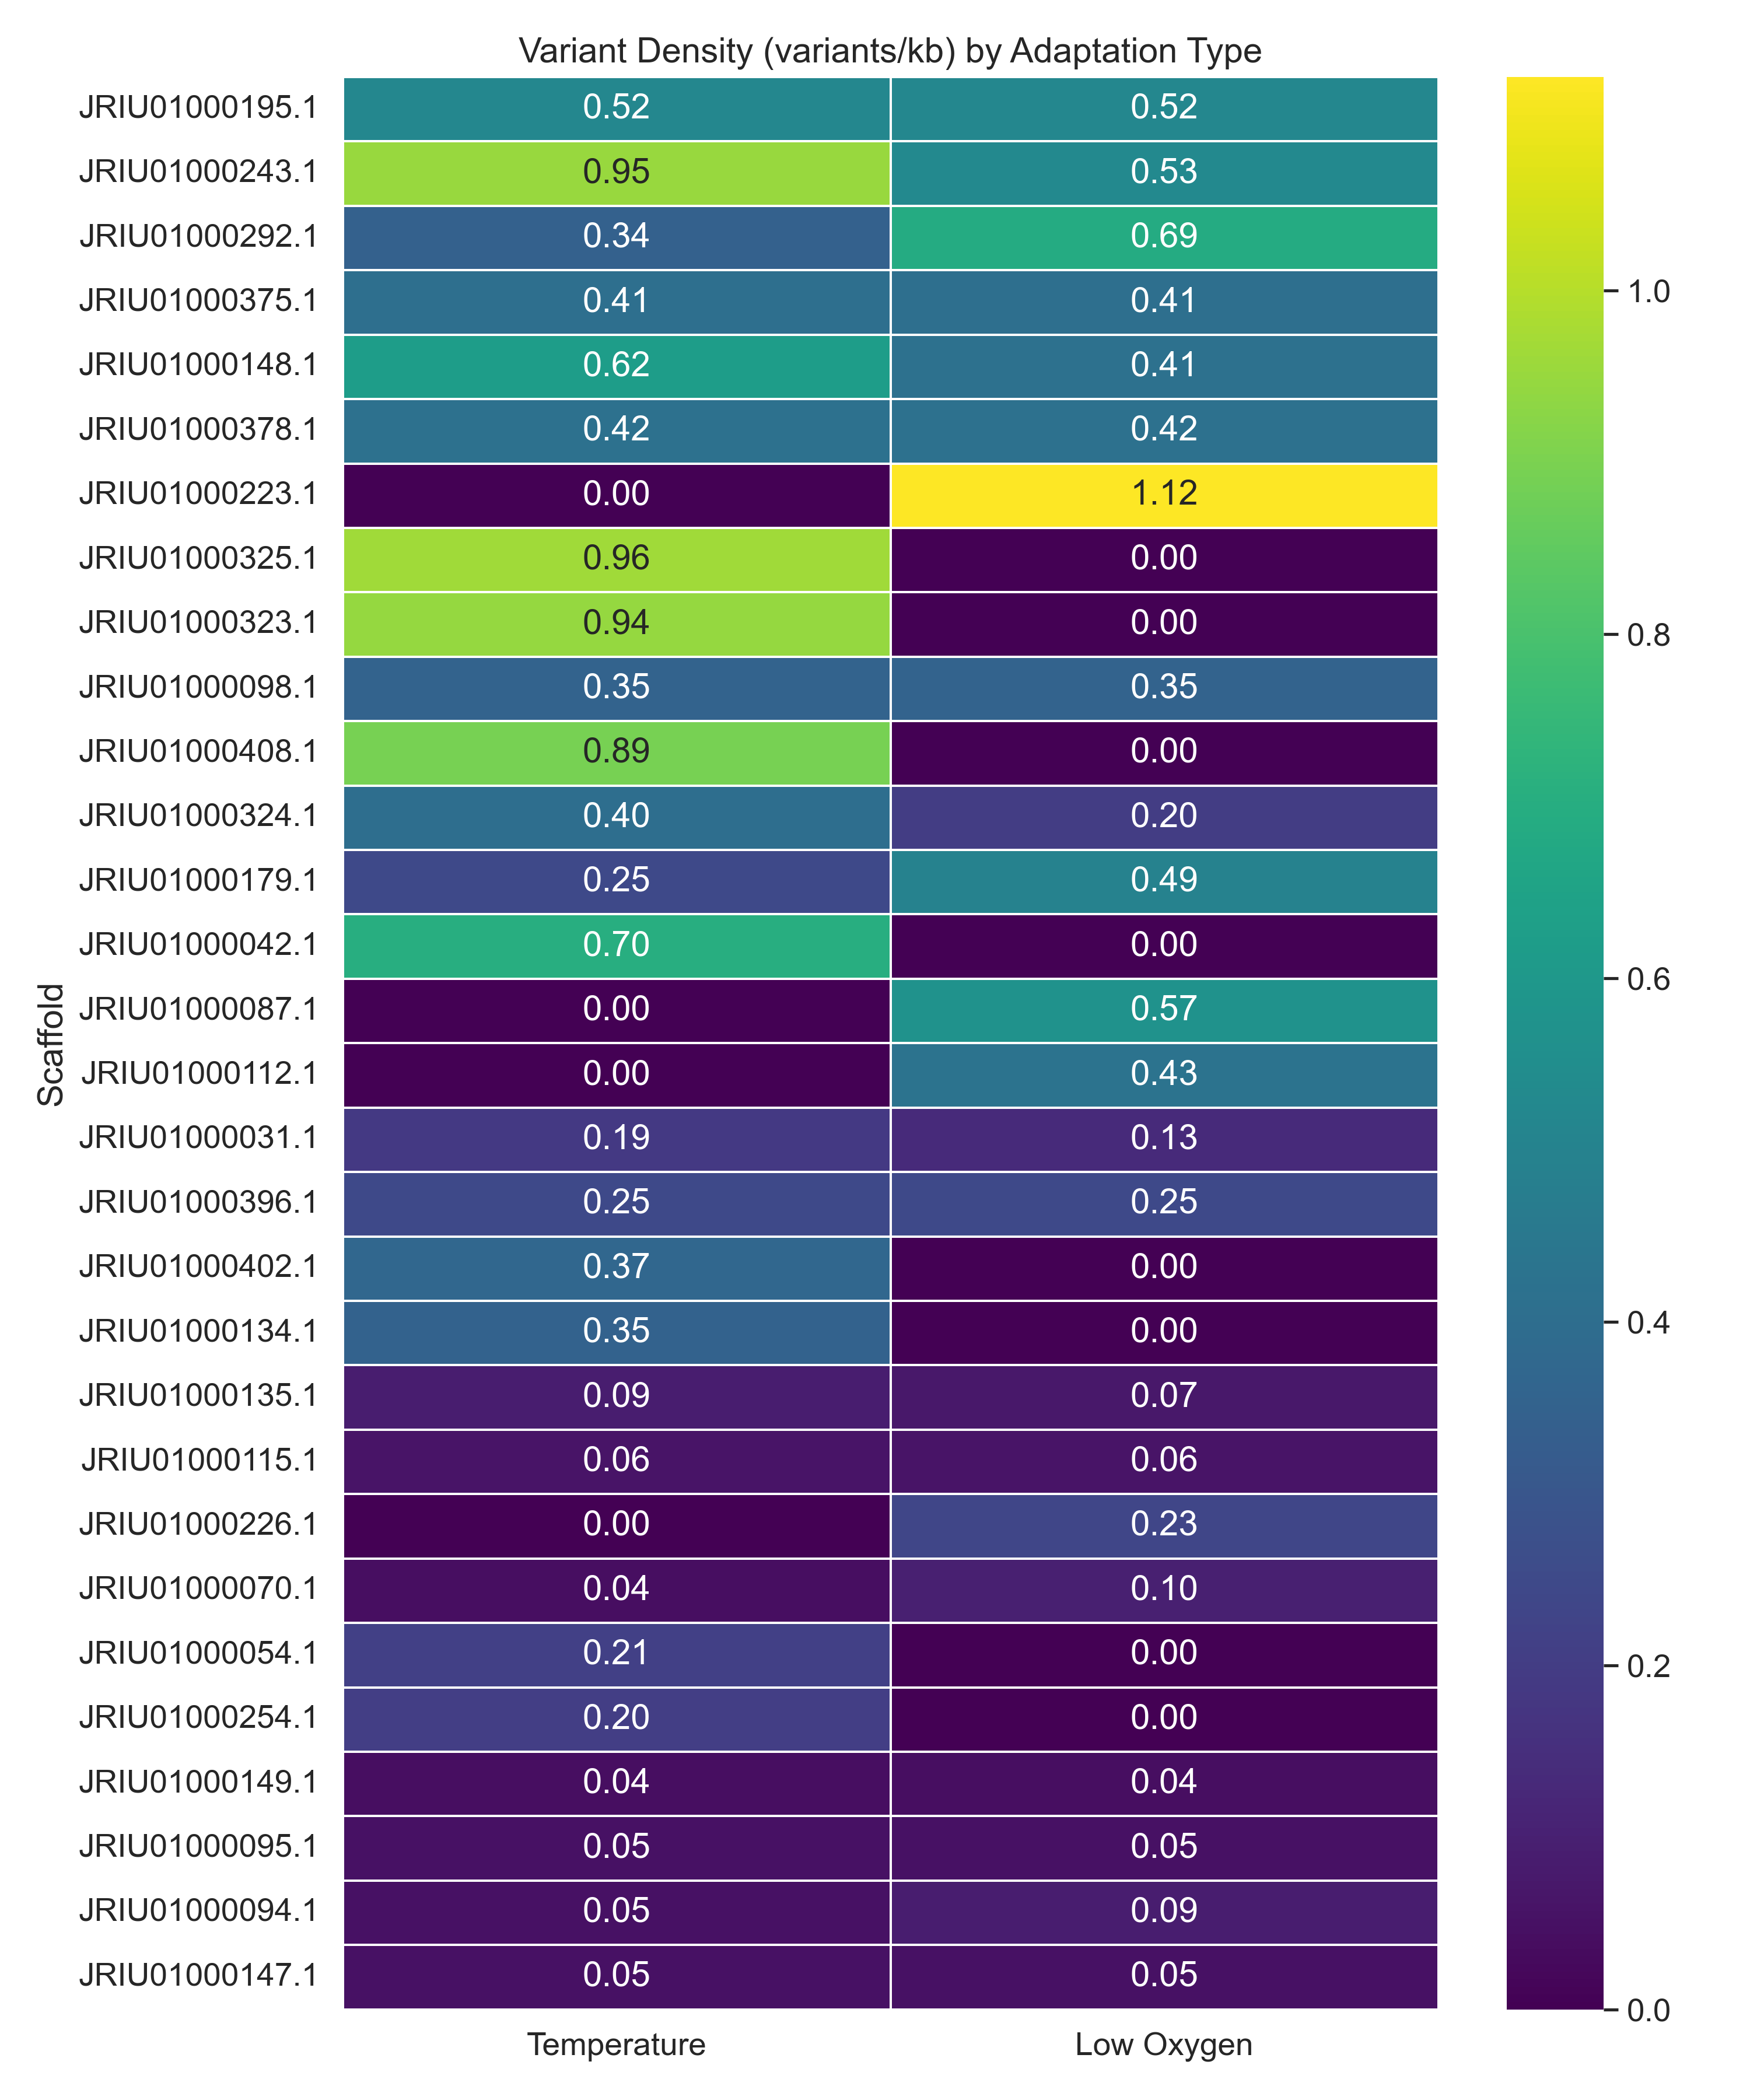 Variant Density (variants/kb) by Adaptation Type
JRIU01000195.1 0.52 0.52
JRIU01000243.1 0.95 0.53
JRIU01000292.1 0.34 0.69
JRIU01000375.1 0.41 0.41
JRIU01000148.1 0.62 0.41
JRIU01000378.1 0.42 0.42
JRIU01000223.1 0.00 1.12
JRIU01000325.1 0.96 0.00
JRIU01000323.1 0.94 0.00
JRIU01000098.1 0.35 0.35
JRIU01000408.1 0.89 0.00
JRIU01000324.1 0.40 0.20
JRIU01000179.1 0.25 0.49
JRIU01000042.1 0.70 0.00
JRIU01000087.1 0.00 0.57
JRIU01000112.1 0.00 0.43
JRIU01000031.1 0.19 0.13
JRIU01000396.1 0.25 0.25
JRIU01000402.1 0.37 0.00
JRIU01000134.1 0.35 0.00
JRIU01000135.1 0.09 0.07
JRIU01000115.1 0.06 0.06
JRIU01000226.1 0.00 0.23
JRIU01000070.1 0.04 0.10
JRIU01000054.1 0.21 0.00
JRIU01000254.1 0.20 0.00
JRIU01000149.1 0.04 0.04
JRIU01000095.1 0.05 0.05
JRIU01000094.1 0.05 0.09
JRIU01000147.1 0.05 0.05
Temperature Low Oxygen
Scaffold
1.0
0.8
0.6
0.4
0.2
0.0